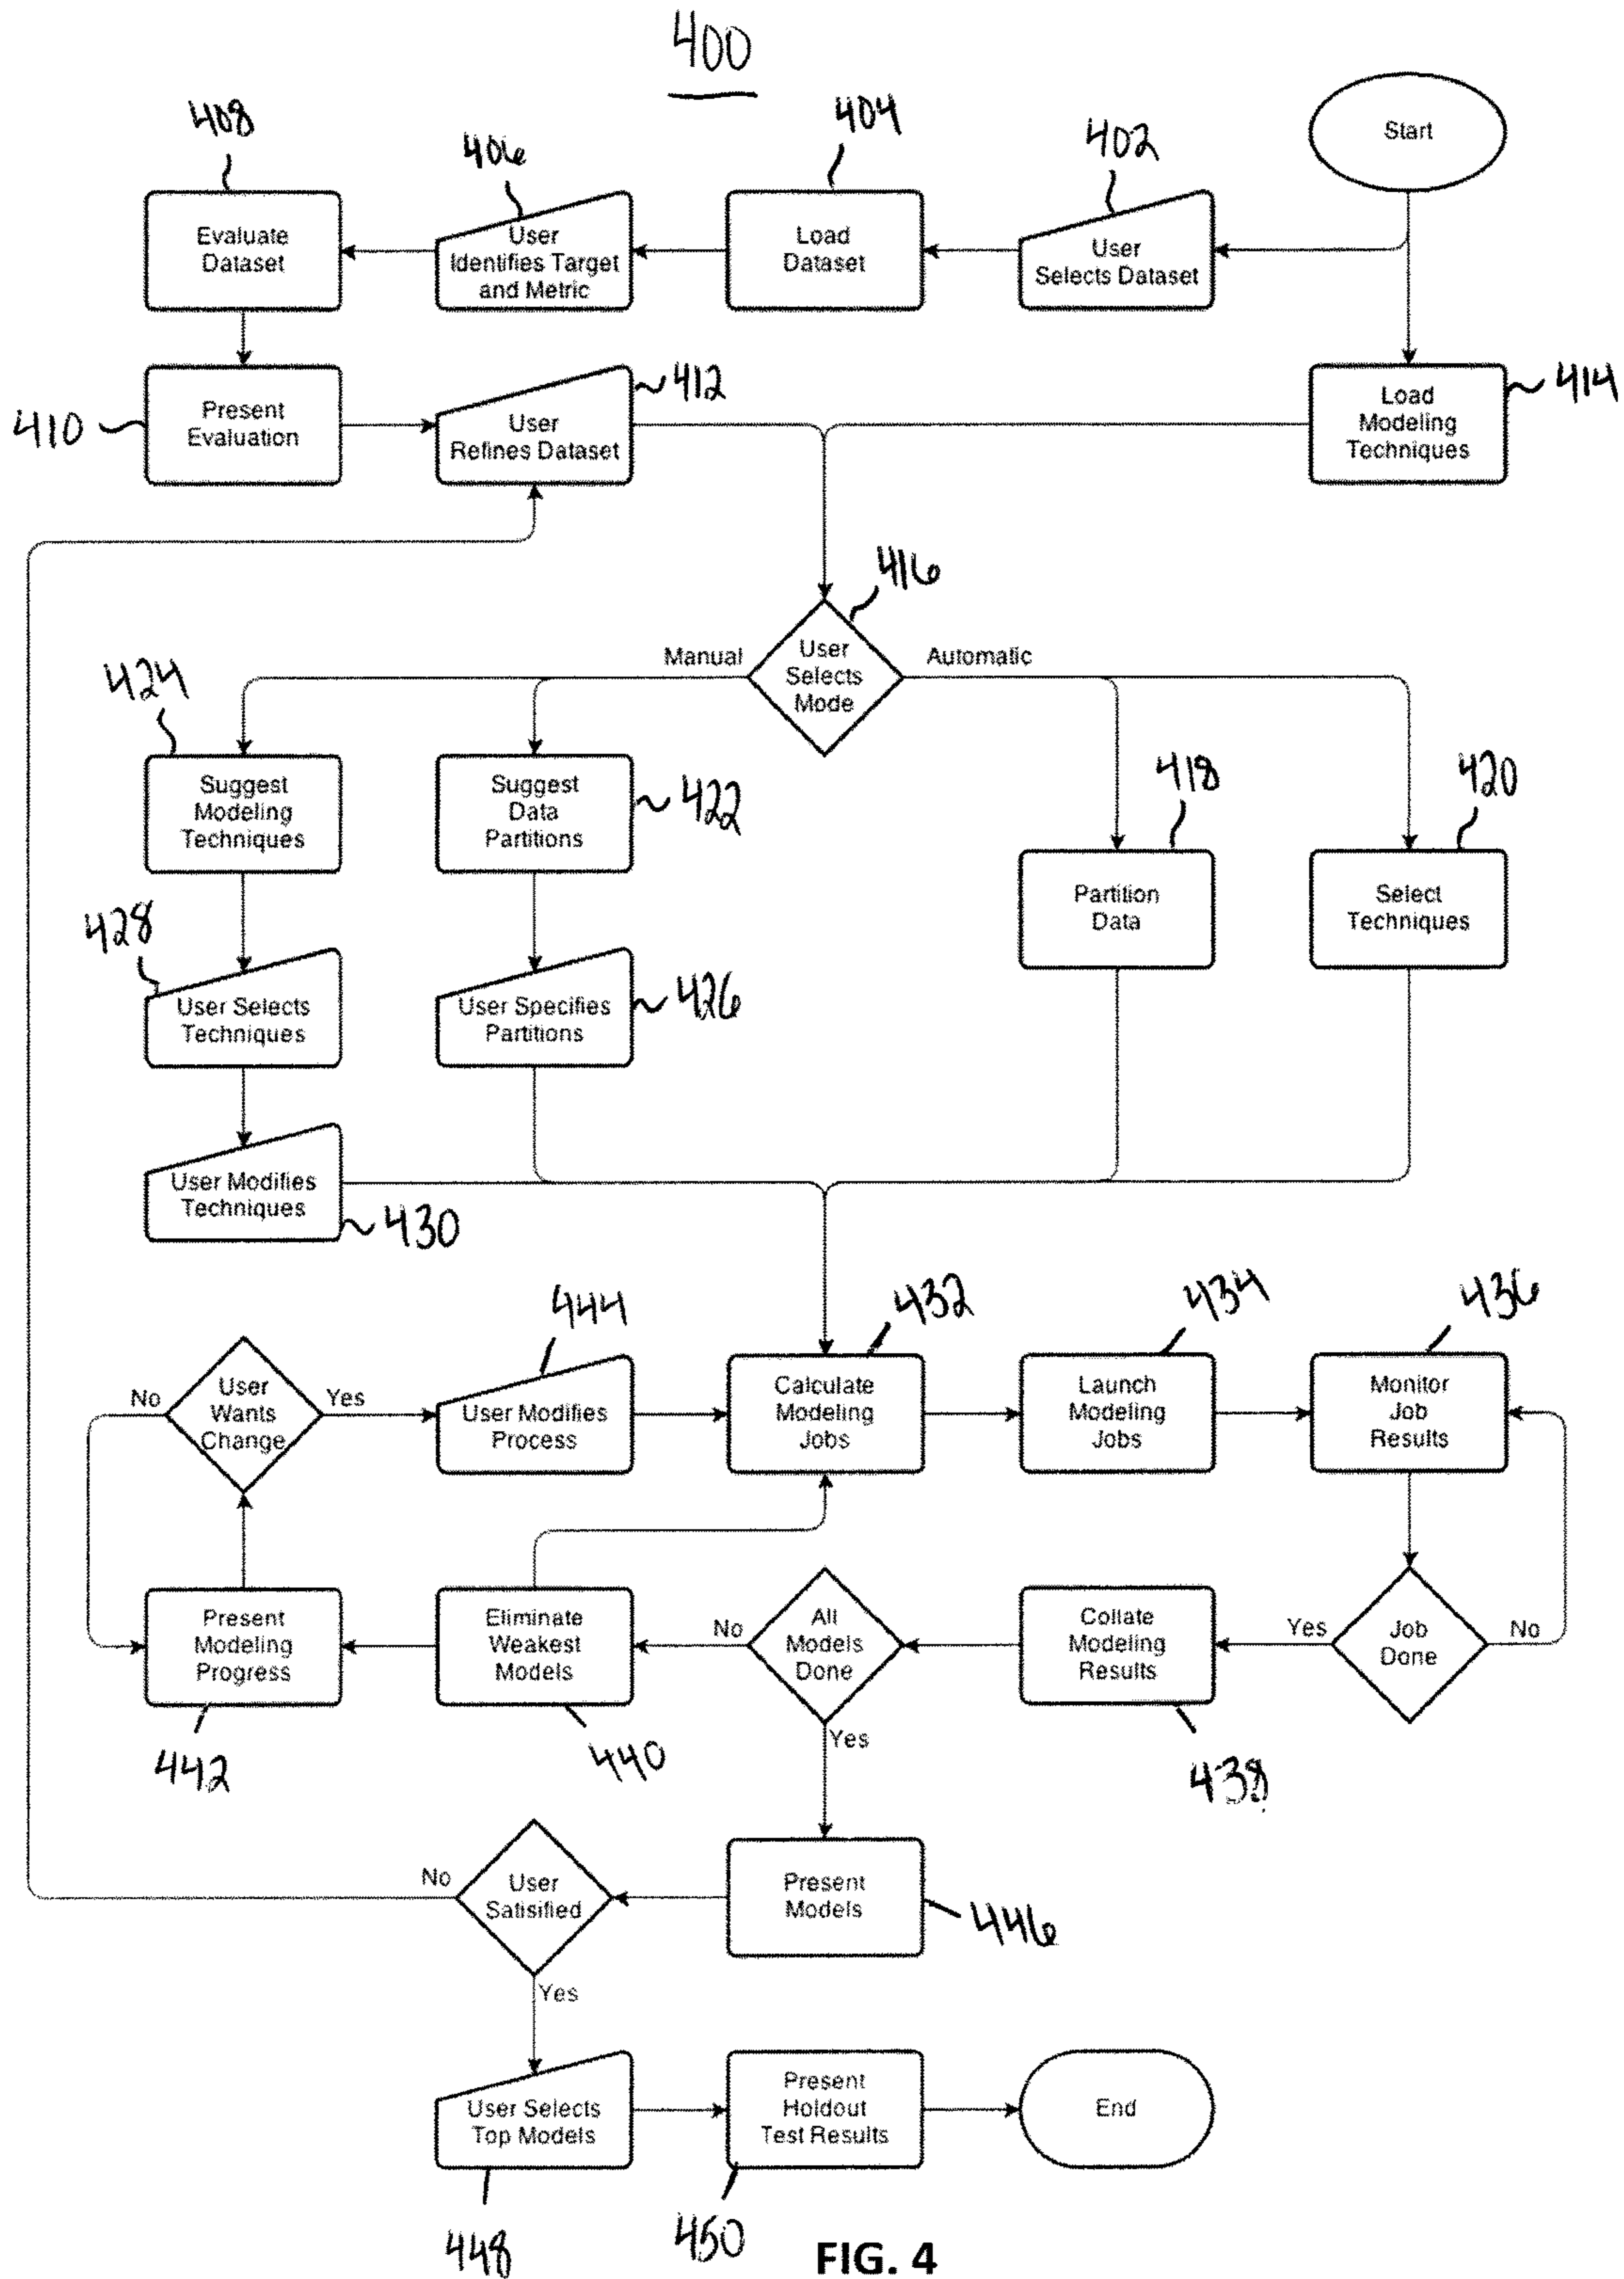 400
408
406
404
402
Start
Evaluate
Dataset
User
Identifies Target
and Metric
Load
Dataset
User
Selects Dataset
410
Present
Evaluation
User
Refines Dataset
412
Load
Modeling
Techniques
414
416
Manual
User
Selects
Mode
Automatic
424
Suggest
Modeling
Techniques
Suggest
Data
Partitions
422
418
420
Partition
Data
Select
Techniques
428
User Selects
Techniques
User Specifies
Partitions
426
User Modifies
Techniques
430
444
432
434
436
No
User
Wants
Change
Yes
User Modifies
Process
Calculate
Modeling
Jobs
Launch
Modeling
Jobs
Monitor
Job
Results
Present
Modeling
Progress
Eliminate
Weakest
Models
No
All
Models
Done
Yes
Collate
Modeling
Results
Yes
Job
Done
No
442
440
438
No
User
Satisified
Yes
Present
Models
446
User Selects
Top Models
Present
Holdout
Test Results
End
448
450
FIG. 4